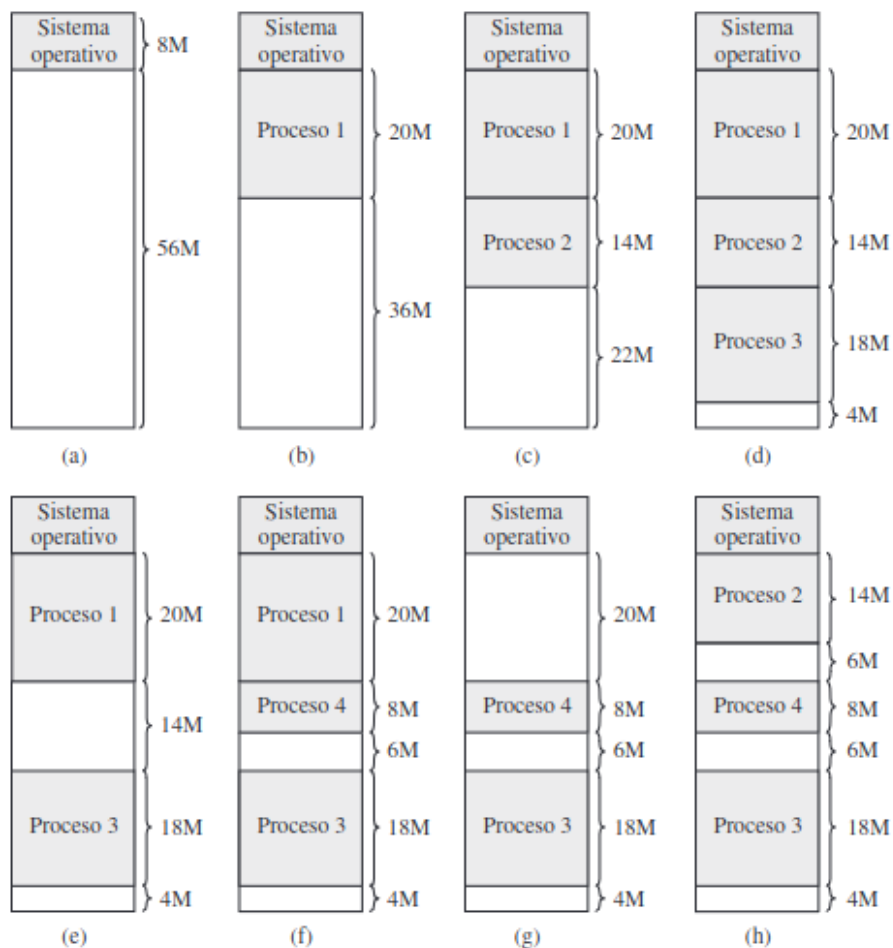 Sistema
operativo
8M
56M
(a)
Sistema
operativo
Proceso 1
20M
36M
(b)
Sistema
operativo
Proceso 1
20M
Proceso 2
14M
22M
(c)
Sistema
operativo
Proceso 1
20M
Proceso 2
14M
Proceso 3
18M
4M
(d)
Sistema
operativo
Proceso 1
20M
14M
Proceso 3
18M
4M
(e)
Sistema
operativo
Proceso 1
20M
Proceso 4
8M
6M
Proceso 3
18M
4M
(f)
Sistema
operativo
20M
Proceso 4
8M
6M
Proceso 3
18M
4M
(g)
Sistema
operativo
Proceso 2
14M
6M
Proceso 4
8M
6M
Proceso 3
18M
4M
(h)